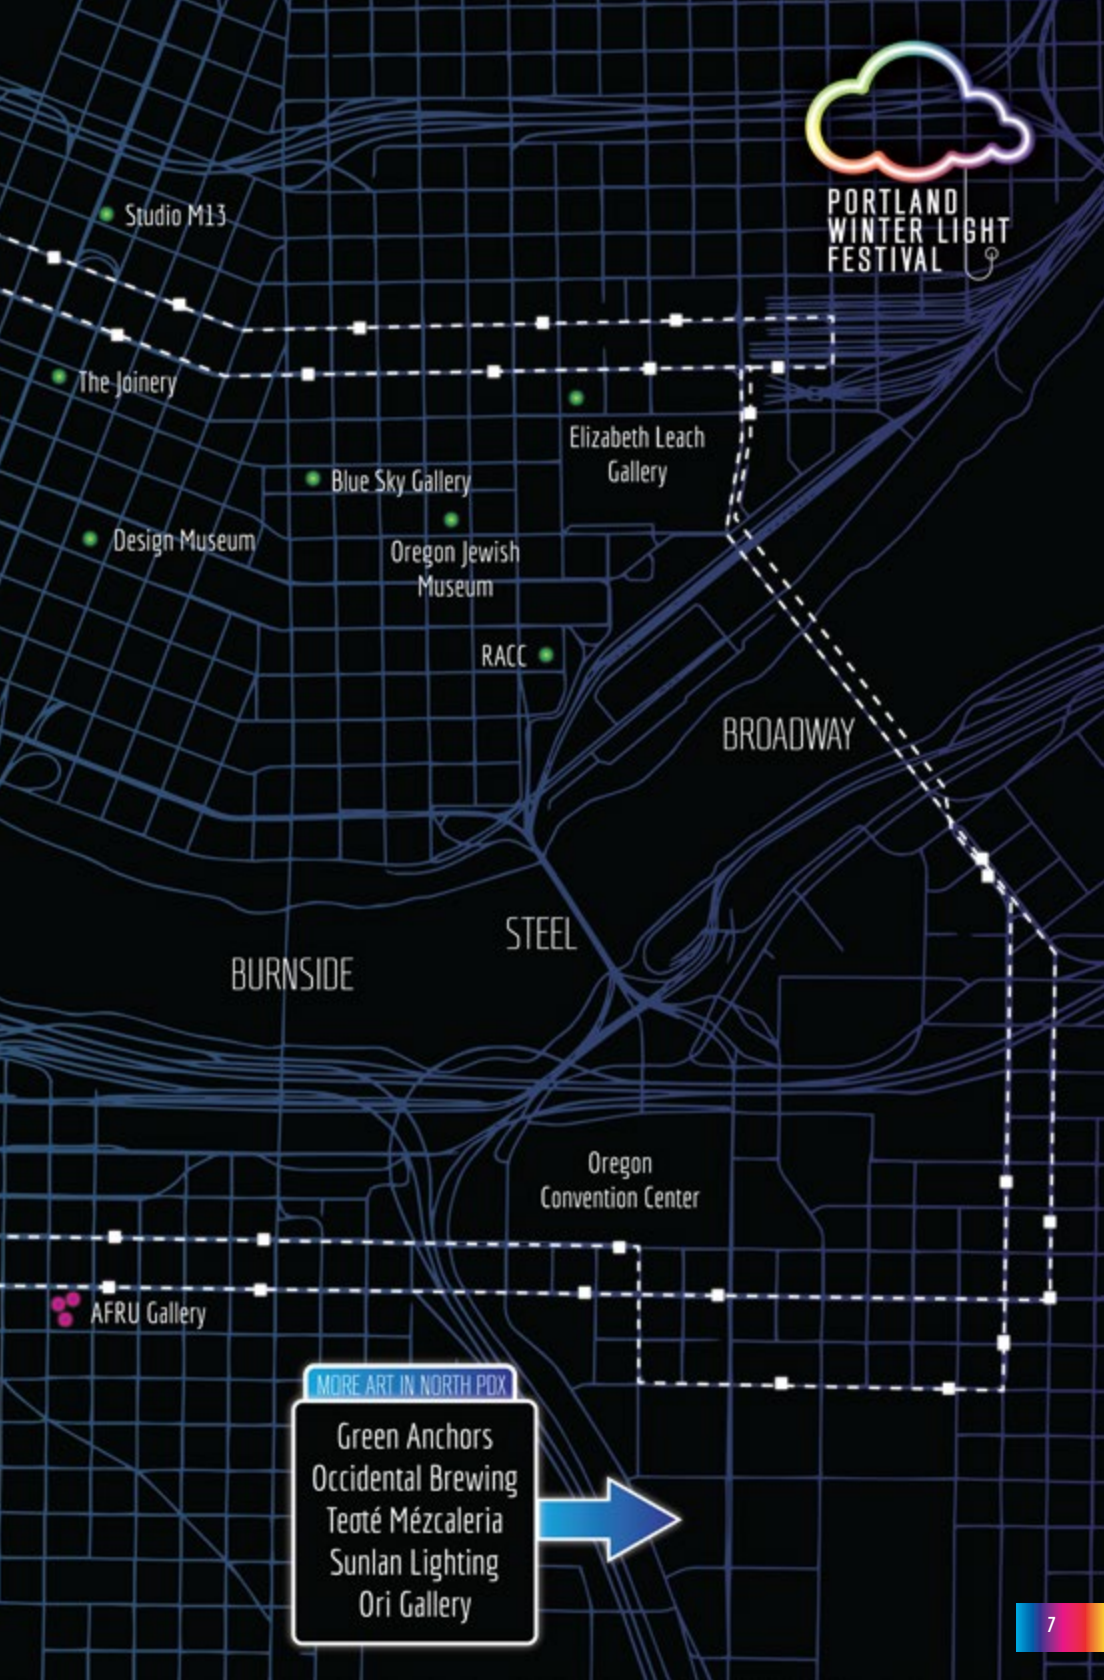 PORTLAND
WINTER LIGHT
FESTIVAL
Studio M13
The Joinery
Elizabeth Leach
Gallery
Blue Sky Gallery
Design Museum
Oregon Jewish
Museum
RACC
BROADWAY
STEEL
BURNSIDE
Oregon
Convention Center
AFRU Gallery
MORE ART IN NORTH PDX
Green Anchors
Occidental Brewing
Teoté Mézcaleria
Sunlan Lighting
Ori Gallery
7